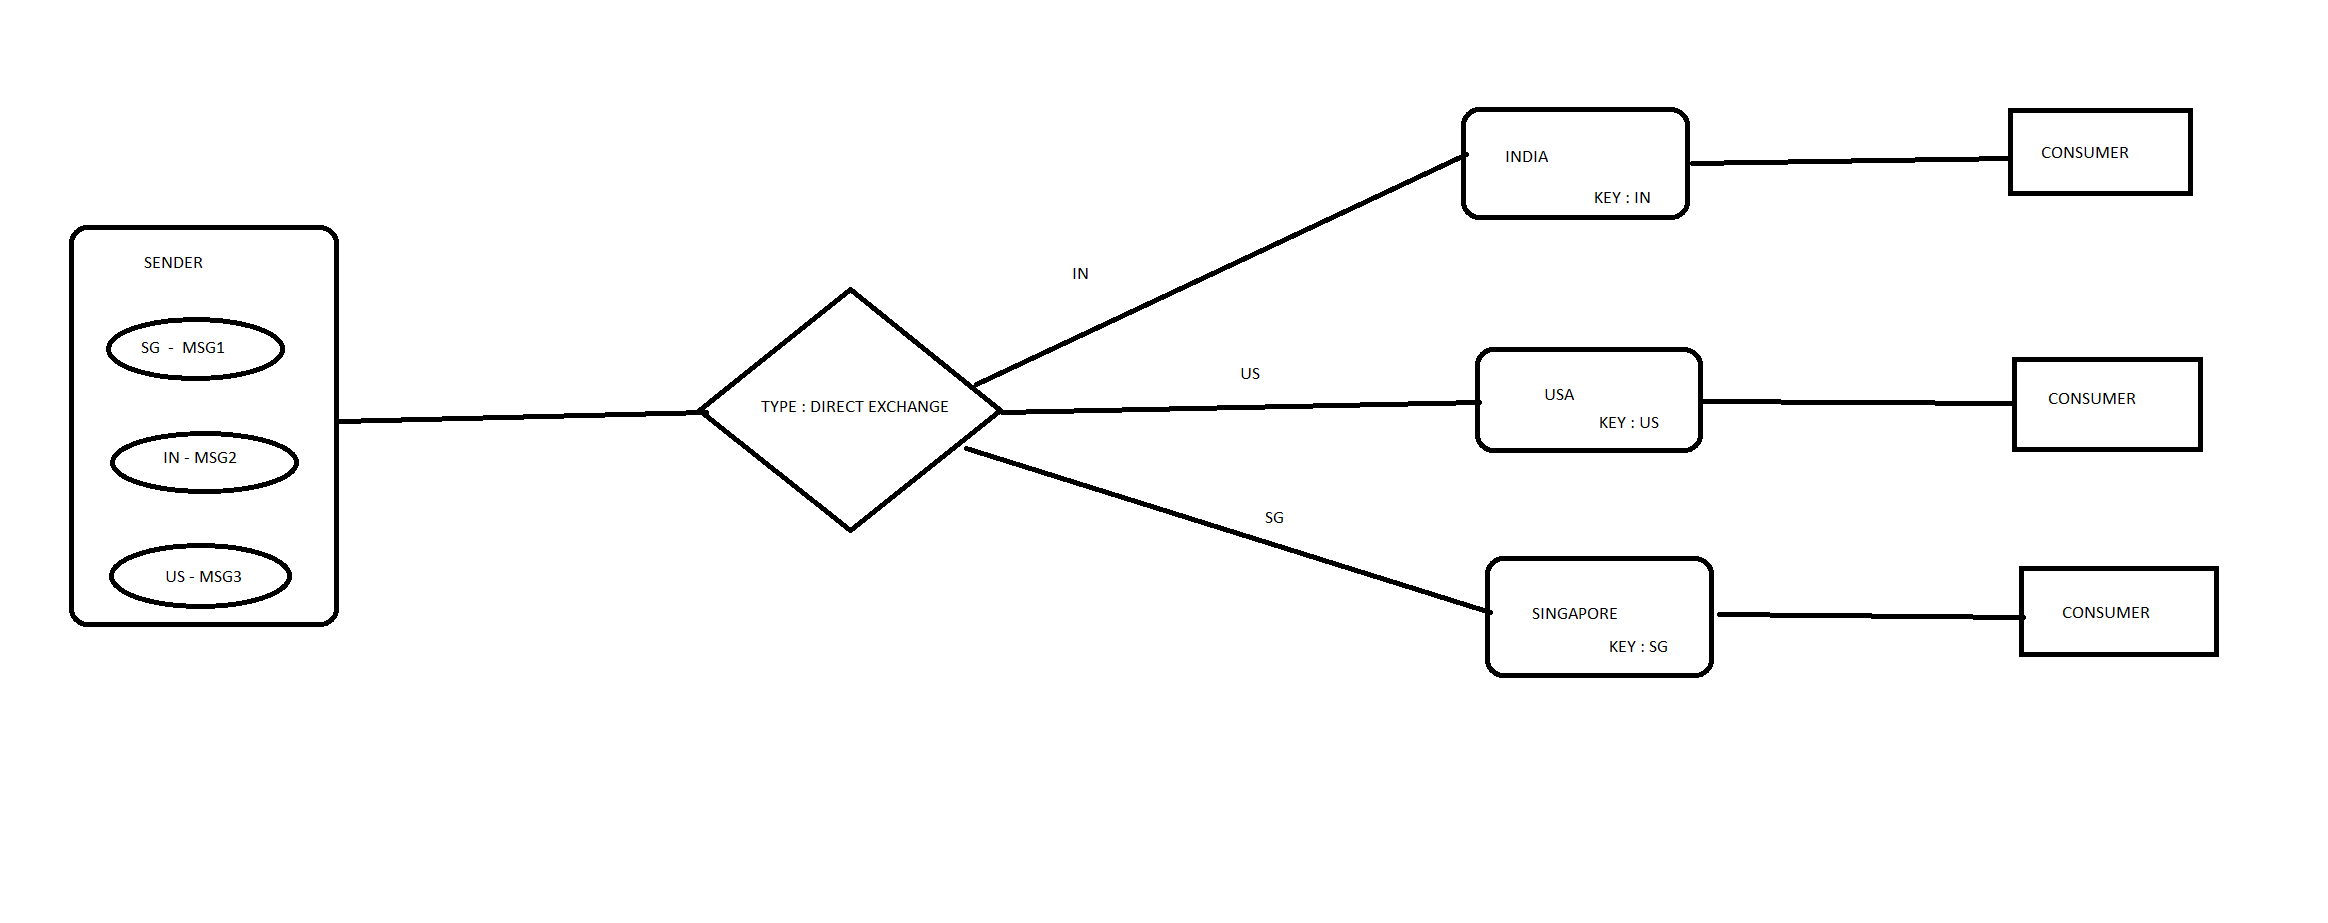 SENDER
SG  -  MSG1
IN - MSG2
US - MSG3
TYPE : DIRECT EXCHANGE
IN
US
SG
INDIA
KEY : IN
CONSUMER
USA
KEY : US
CONSUMER
SINGAPORE
KEY : SG
CONSUMER